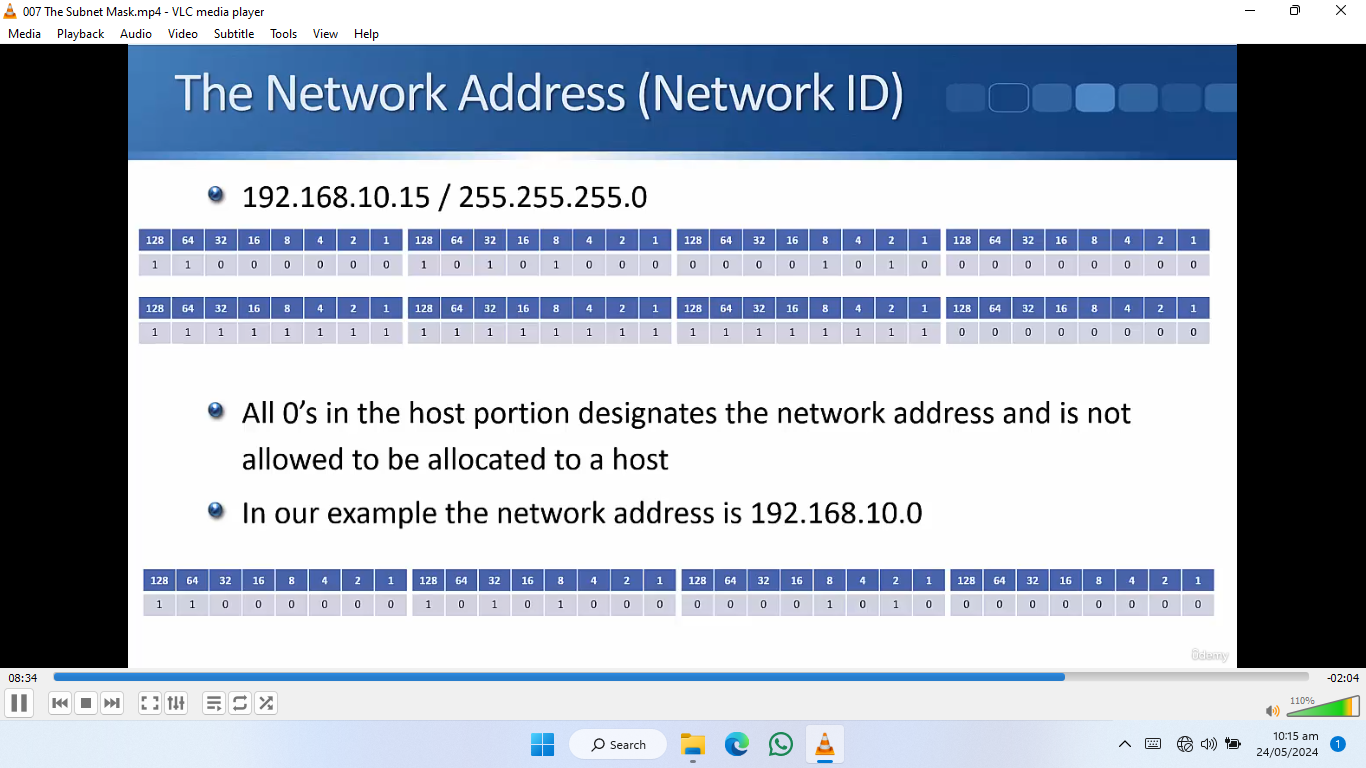 007 The Subnet Mask.mp4 - VLC media player
Media Playback Audio Video Subtitle Tools View Help
The Network Address (Network ID)
192.168.10.15 / 255.255.255.0
128 64 32 16 8 4 2 1 128 64 32 16 8 4 2 1 128 64 32 16 8 4 2 1 128 64 32 16 8 4 2 1
1 1 0 0 0 0 0 0 1 0 1 0 1 0 0 0 0 0 0 0 1 0 1 0 0 0 0 0 0 0 0 0
128 64 32 16 8 4 2 1 128 64 32 16 8 4 2 1 128 64 32 16 8 4 2 1 128 64 32 16 8 4 2 1
1 1 1 1 1 1 1 1 1 1 1 1 1 1 1 1 1 1 1 1 1 1 1 1 0 0 0 0 0 0 0 0
All 0’s in the host portion designates the network address and is not
allowed to be allocated to a host
In our example the network address is 192.168.10.0
128 64 32 16 8 4 2 1 128 64 32 16 8 4 2 1 128 64 32 16 8 4 2 1 128 64 32 16 8 4 2 1
1 1 0 0 0 0 0 0 1 0 1 0 1 0 0 0 0 0 0 0 1 0 1 0 0 0 0 0 0 0 0 0
ûdemy
08:34 -02:04
110%
Search
10:15 am
24/05/2024 1